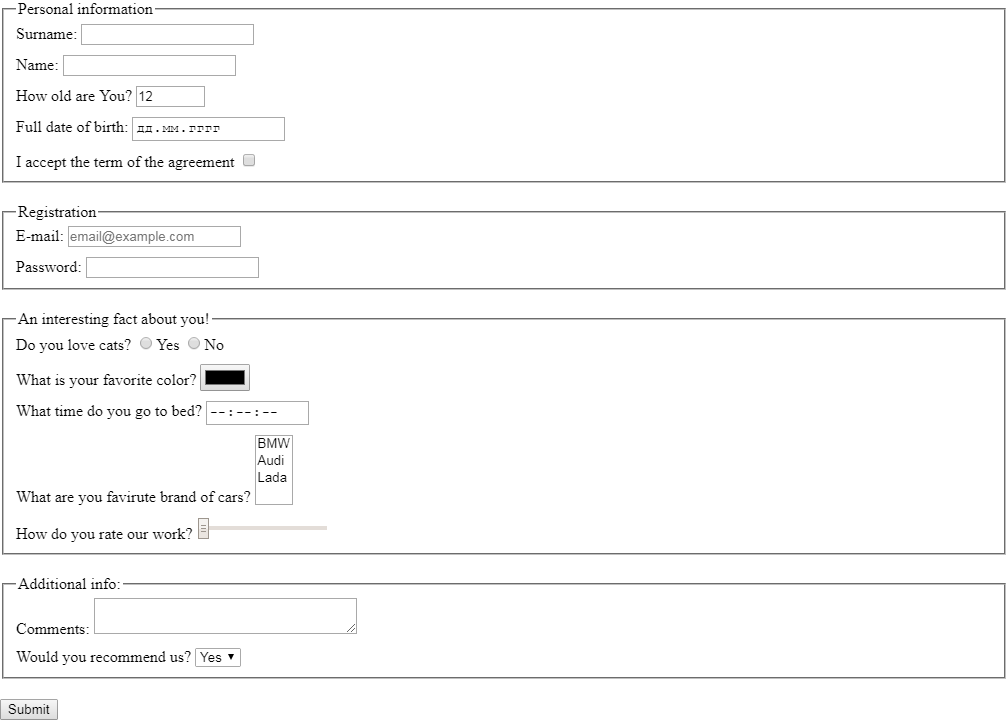 Personal information
Surname:
Name:
How old are You? 12
Full date of birth: дд.мм.гггг
I accept the term of the agreement
Registration
E-mail: email@example.com
Password:
An interesting fact about you!
Do you love cats? Yes No
What is your favorite color?
What time do you go to bed? --:--:--
BMW
Audi
Lada
What are you favirute brand of cars?
How do you rate our work?
Additional info:
Comments:
Would you recommend us? Yes
Submit